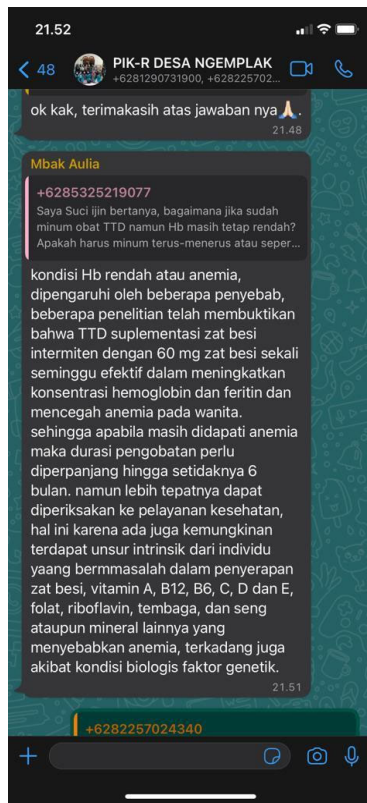 21.52
48
PIK-R DESA NGEMPLAK
+6281290731900, +628225702...
ok kak, terimakasih atas jawaban nya🙏🏻.
21.48
Mbak Aulia
+6285325219077
Saya Suci ijin bertanya, bagaimana jika sudah
minum obat TTD namun Hb masih tetap rendah?
Apakah harus minum terus-menerus atau seper...
kondisi Hb rendah atau anemia,
dipengaruhi oleh beberapa penyebab,
beberapa penelitian telah membuktikan
bahwa TTD suplementasi zat besi
intermiten dengan 60 mg zat besi sekali
seminggu efektif dalam meningkatkan
konsentrasi hemoglobin dan feritin dan
mencegah anemia pada wanita.
sehingga apabila masih didapati anemia
maka durasi pengobatan perlu
diperpanjang hingga setidaknya 6
bulan. namun lebih tepatnya dapat
diperiksakan ke pelayanan kesehatan,
hal ini karena ada juga kemungkinan
terdapat unsur intrinsik dari individu
yaang bermmasalah dalam penyerapan
zat besi, vitamin A, B12, B6, C, D dan E,
folat, riboflavin, tembaga, dan seng
ataupun mineral lainnya yang
menyebabkan anemia, terkadang juga
akibat kondisi biologis faktor genetik.
21.51
+6282257024340